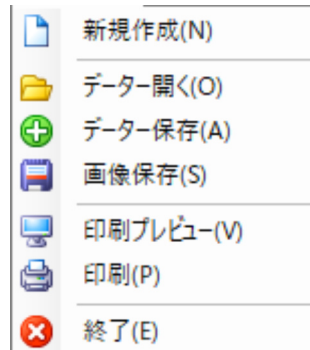 新規作成(N)
データー開く(O)
データー保存(A)
画像保存(S)
印刷プレビュー(V)
印刷(P)
終了(E)